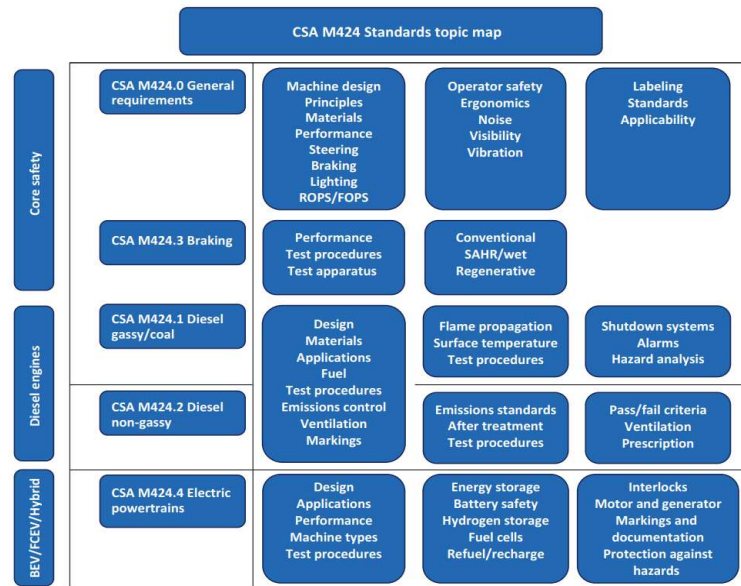 CSA M424 Standards topic map
Core safety
CSA M424.0 General
requirements
Machine design
Principles
Materials
Performance
Steering
Braking
Lighting
ROPS/FOPS
Operator safety
Ergonomics
Noise
Visibility
Vibration
Labeling
Standards
Applicability
CSA M424.3 Braking
Performance
Test procedures
Test apparatus
Conventional
SAHR/wet
Regenerative
Diesel engines
CSA M424.1 Diesel
gassy/coal
Design
Materials
Applications
Fuel
Test procedures
Emissions control
Ventilation
Markings
Flame propagation
Surface temperature
Test procedures
Shutdown systems
Alarms
Hazard analysis
CSA M424.2 Diesel
non-gassy
Emissions standards
After treatment
Test procedures
Pass/fail criteria
Ventilation
Prescription
BEV/FCEV/Hybrid
CSA M424.4 Electric
powertrains
Design
Applications
Performance
Machine types
Test procedures
Energy storage
Battery safety
Hydrogen storage
Fuel cells
Refuel/recharge
Interlocks
Motor and generator
Markings and
documentation
Protection against
hazards